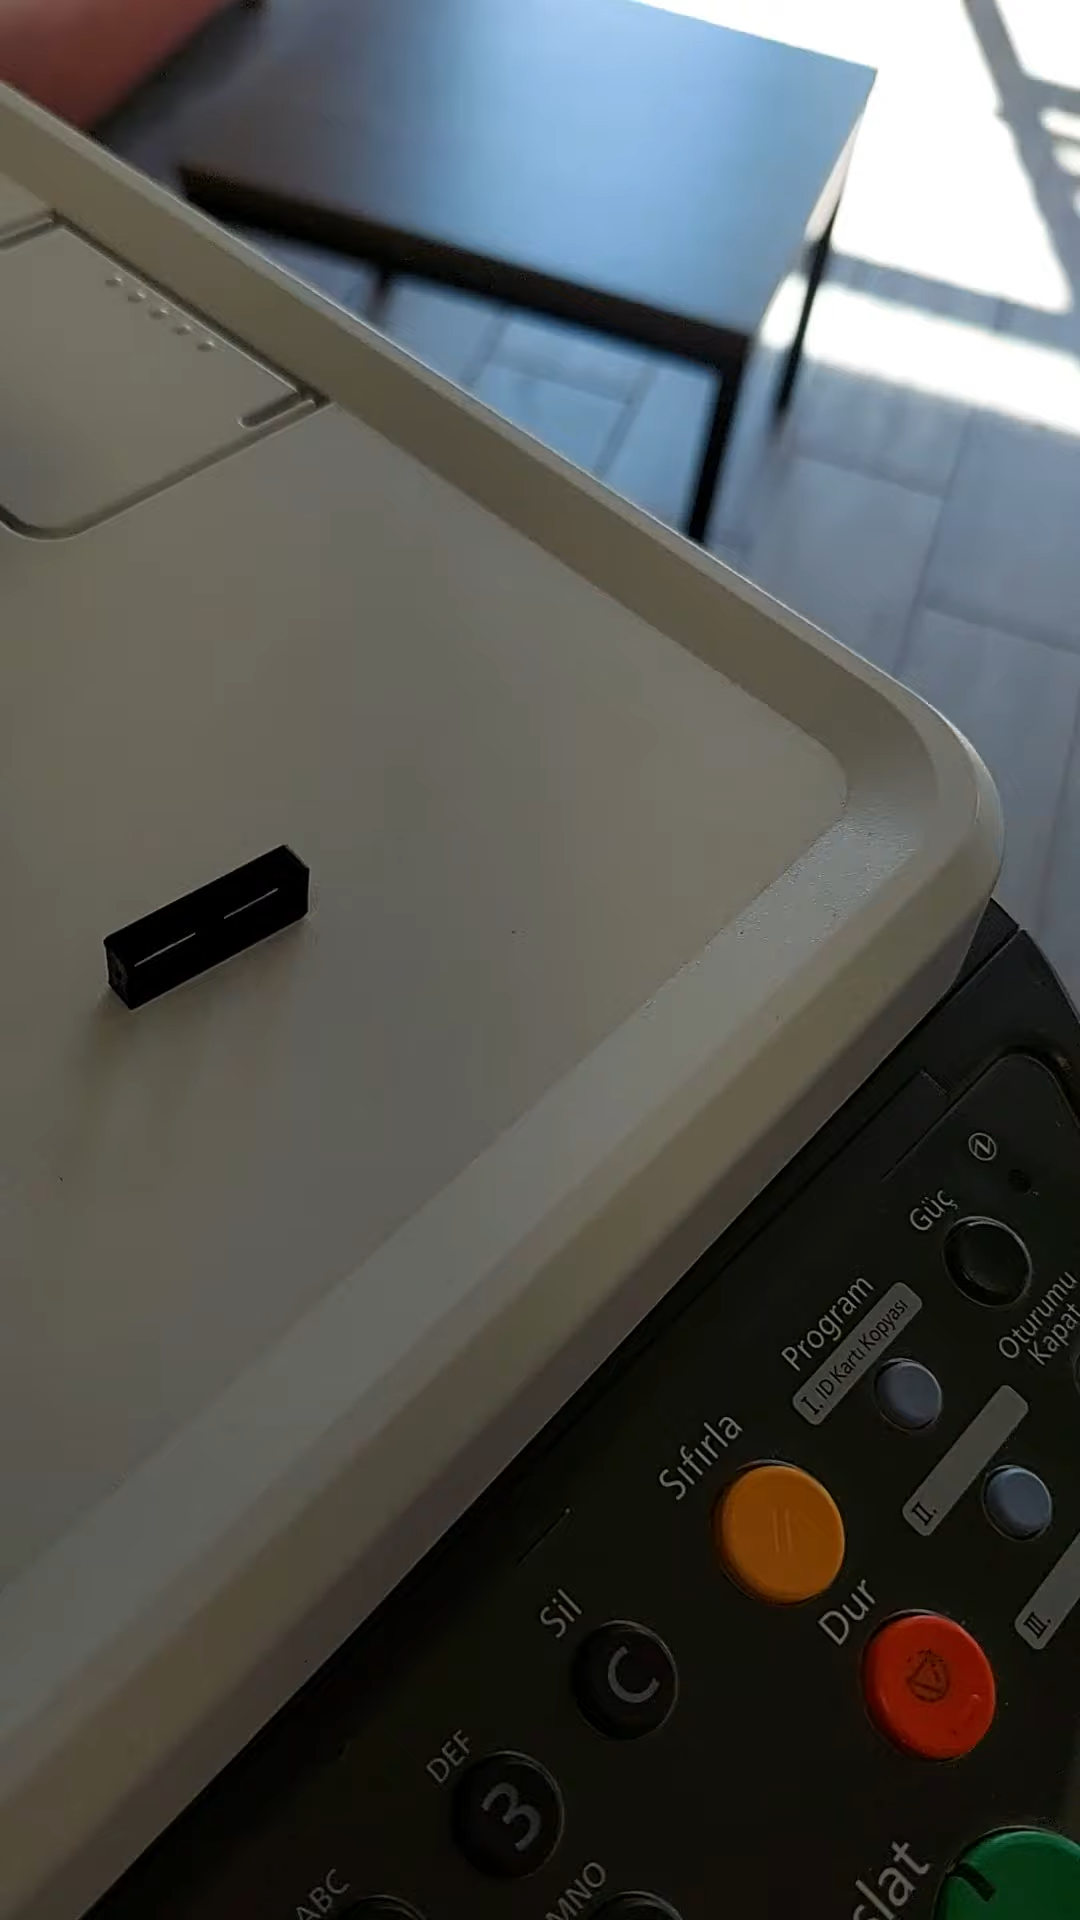 Güç
Program
I. ID Kartı Kopyası
Oturumu
Kapat
Sıfırla
II.
Dur
III.
Sil
C
DEF
3
ABC
MNO